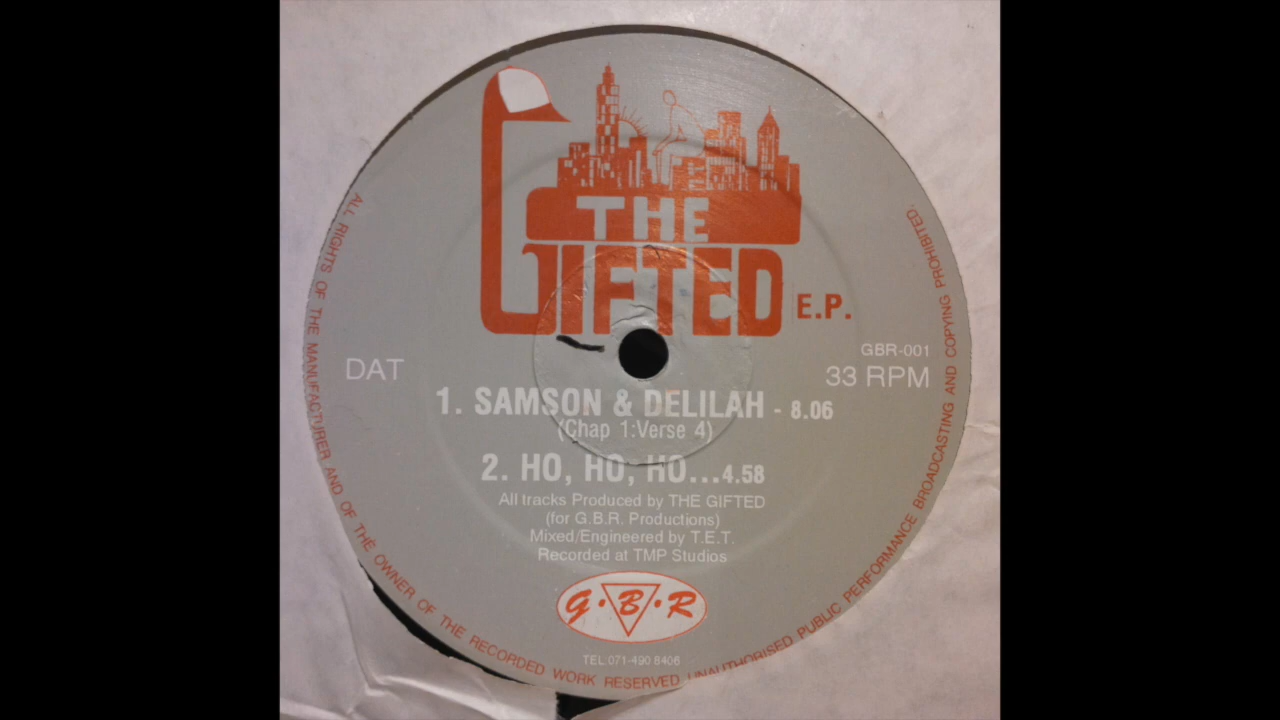 THE
GIFTED E.P.
GBR-001
DAT
33 RPM
1. SAMSON & DELILAH - 8.06
(Chap 1:Verse 4)
2. HO, HO, HO...4.58
All tracks Produced by THE GIFTED
(for G.B.R. Productions)
Mixed/Engineered by T.E.T.
Recorded at TMP Studios
G·B·R
TEL:071-490 8406
ALL RIGHTS OF THE MANUFACTURER AND OF THE OWNER OF THE RECORDED WORK RESERVED UNAUTHORISED PUBLIC PERFORMANCE BROADCASTING AND COPYING PROHIBITED.